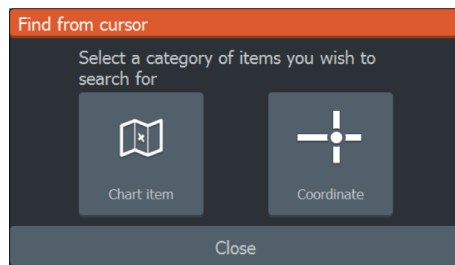 Find from cursor
Select a category of items you wish to
search for
Chart item
Coordinate
Close